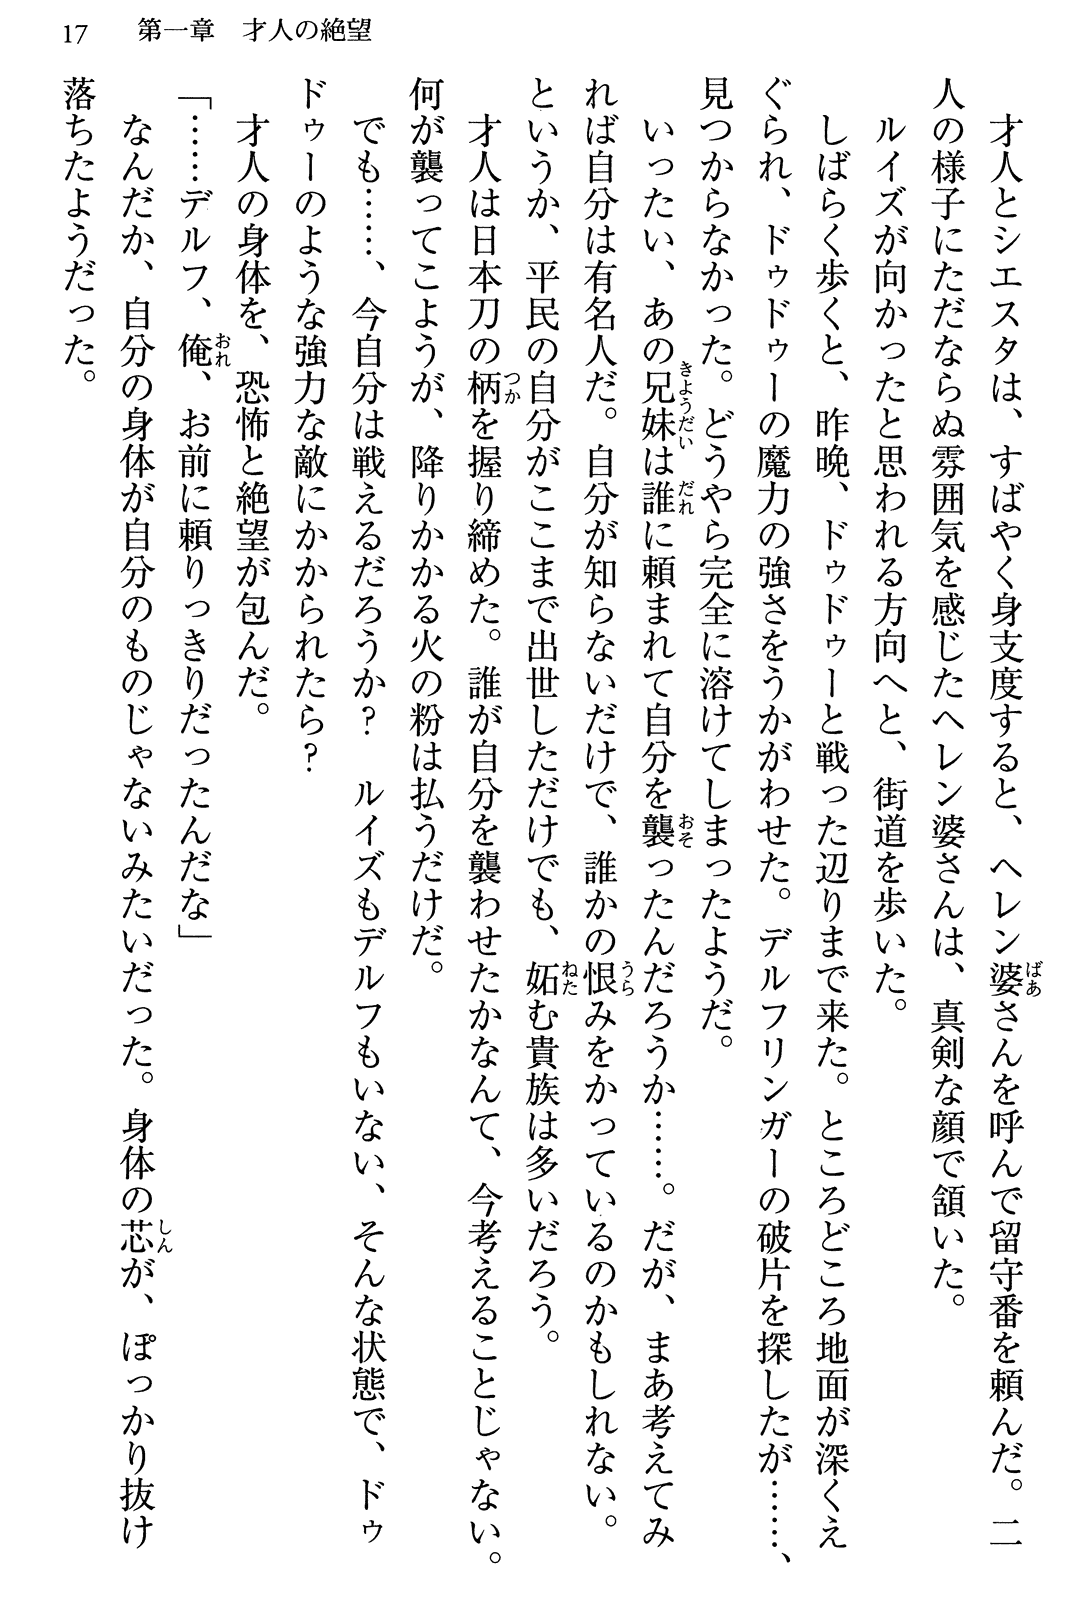 17　第一章　才人の絶望
　才人とシエスタは、すばやく身支度すると、ヘレン婆さんを呼んで留守番を頼んだ。二
人の様子にただならぬ雰囲気を感じたヘレン婆さんは、真剣な顔で頷いた。
　ルイズが向かったと思われる方向へと、街道を歩いた。
　しばらく歩くと、昨晩、ドゥドゥーと戦った辺りまで来た。ところどころ地面が深くえ
ぐられ、ドゥドゥーの魔力の強さをうかがわせた。デルフリンガーの破片を探したが……、
見つからなかった。どうやら完全に溶けてしまったようだ。
　いったい、あの兄妹は誰に頼まれて自分を襲ったんだろうか……。だが、まあ考えてみ
れば自分は有名人だ。自分が知らないだけで、誰かの恨みをかっているのかもしれない。
というか、平民の自分がここまで出世しただけでも、妬む貴族は多いだろう。
　才人は日本刀の柄を握り締めた。誰が自分を襲わせたかなんて、今考えることじゃない。
何が襲ってこようが、降りかかる火の粉は払うだけだ。
　でも……、今自分は戦えるだろうか？　ルイズもデルフもいない、そんな状態で、ドゥ
ドゥーのような強力な敵にかかられたら？
　才人の身体を、恐怖と絶望が包んだ。
「……デルフ、俺、お前に頼りっきりだったんだな」
　なんだか、自分の身体が自分のものじゃないみたいだった。身体の芯が、ぽっかり抜け
落ちたようだった。